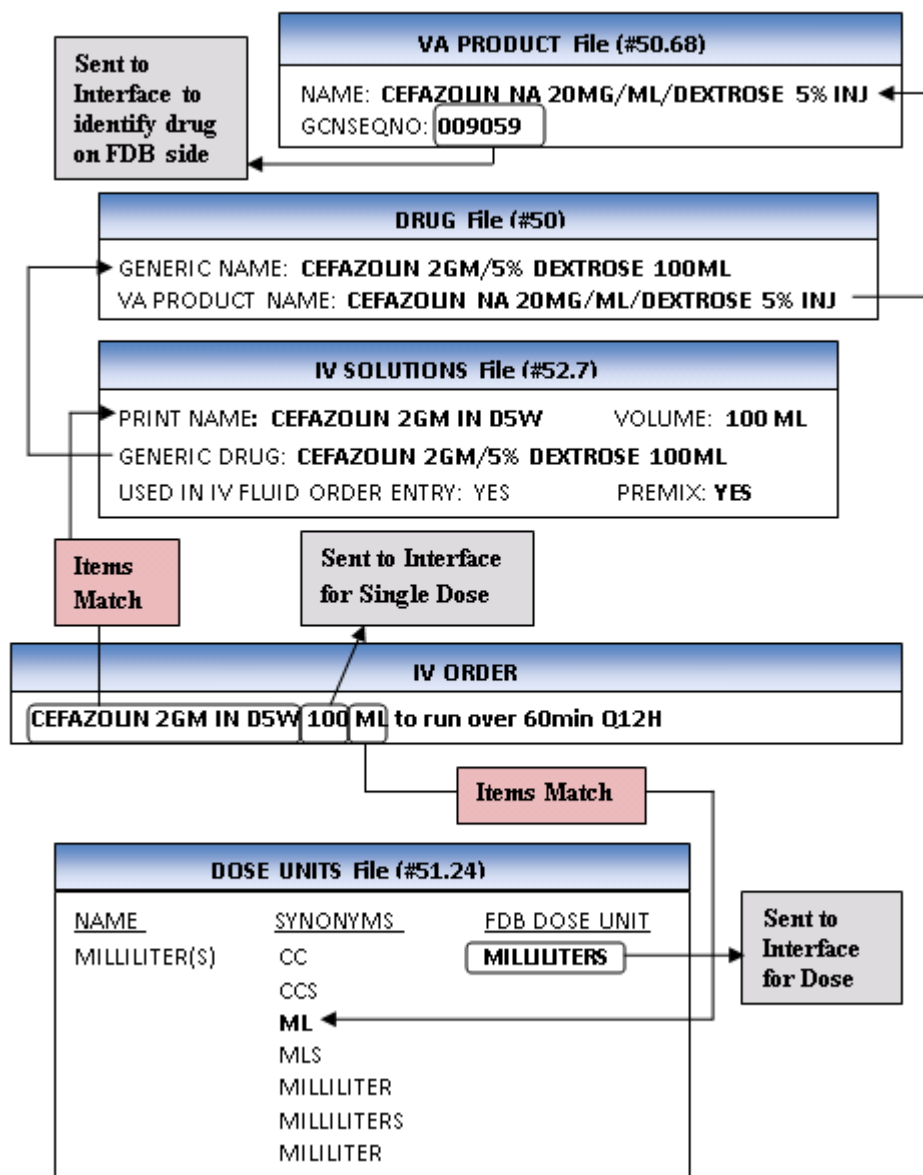 VA PRODUCT File (#50.68)
Sent to
Interface to
identify drug
on FDB side
NAME: CEFAZOLIN NA 20MG/ML/DEXTROSE 5% INJ
GCNSEQNO: 009059
DRUG File (#50)
GENERIC NAME: CEFAZOLIN 2GM/5% DEXTROSE 100ML
VA PRODUCT NAME: CEFAZOLIN NA 20MG/ML/DEXTROSE 5% INJ
IV SOLUTIONS File (#52.7)
PRINT NAME: CEFAZOLIN 2GM IN D5W VOLUME: 100 ML
GENERIC DRUG: CEFAZOLIN 2GM/5% DEXTROSE 100ML
USED IN IV FLUID ORDER ENTRY: YES PREMIX: YES
Items
Match
Sent to Interface
for Single Dose
IV ORDER
CEFAZOLIN 2GM IN D5W 100 ML to run over 60min Q12H
Items Match
DOSE UNITS File (#51.24)
NAME SYNONYMS FDB DOSE UNIT
MILLILITER(S) CC MILLILITERS
CCS
ML
MLS
MILLILITER
MILLILITERS
MILILITER
Sent to
Interface
for Dose